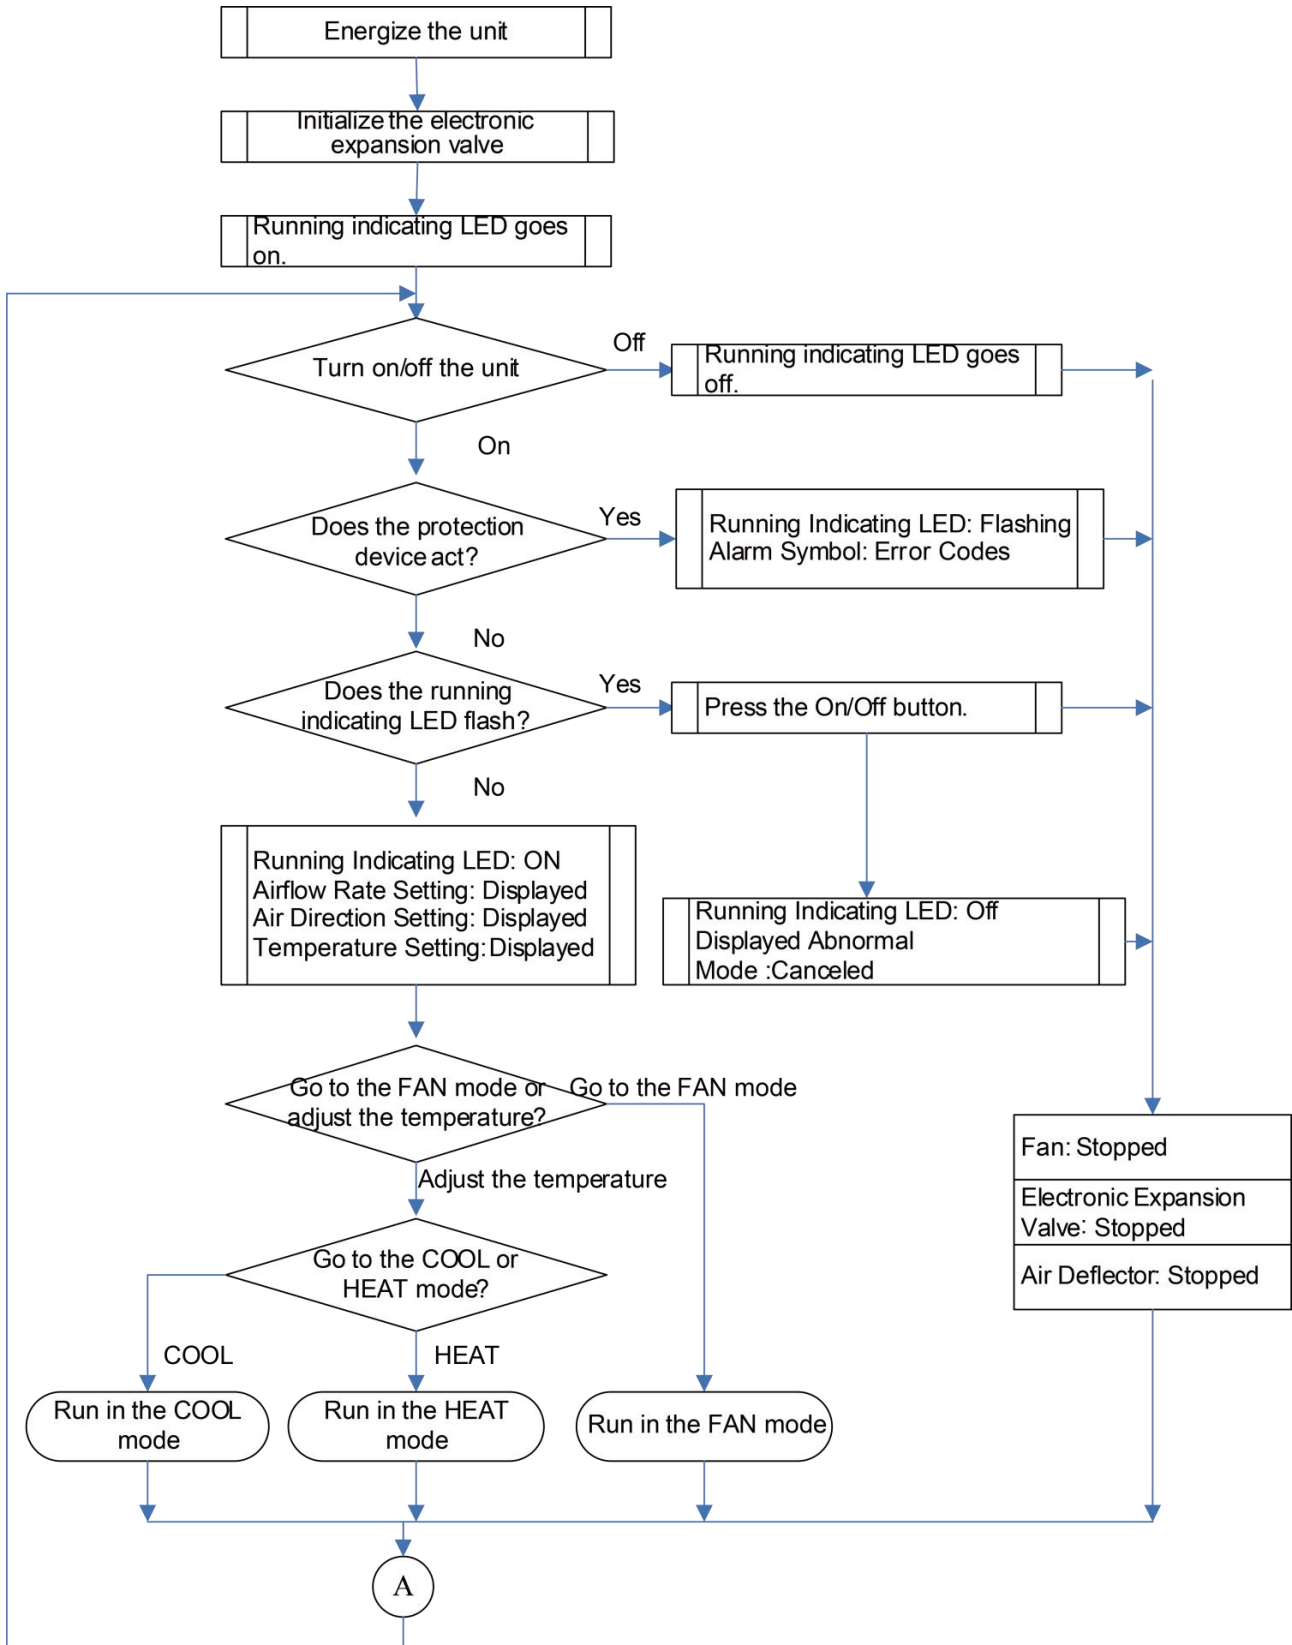 Energize the unit
Initialize the electronic
expansion valve
Running indicating LED goes
on.
Turn on/off the unit
Off
Running indicating LED goes
off.
On
Does the protection
device act?
Yes
Running Indicating LED: Flashing
Alarm Symbol: Error Codes
No
Does the running
indicating LED flash?
Yes
Press the On/Off button.
No
Running Indicating LED: ON
Airflow Rate Setting: Displayed
Air Direction Setting: Displayed
Temperature Setting: Displayed
Running Indicating LED: Off
Displayed Abnormal
Mode :Canceled
Go to the FAN mode or
adjust the temperature?
Go to the FAN mode
Adjust the temperature
Fan: Stopped
Electronic Expansion
Valve: Stopped
Air Deflector: Stopped
Go to the COOL or
HEAT mode?
COOL
HEAT
Run in the COOL
mode
Run in the HEAT
mode
Run in the FAN mode
A